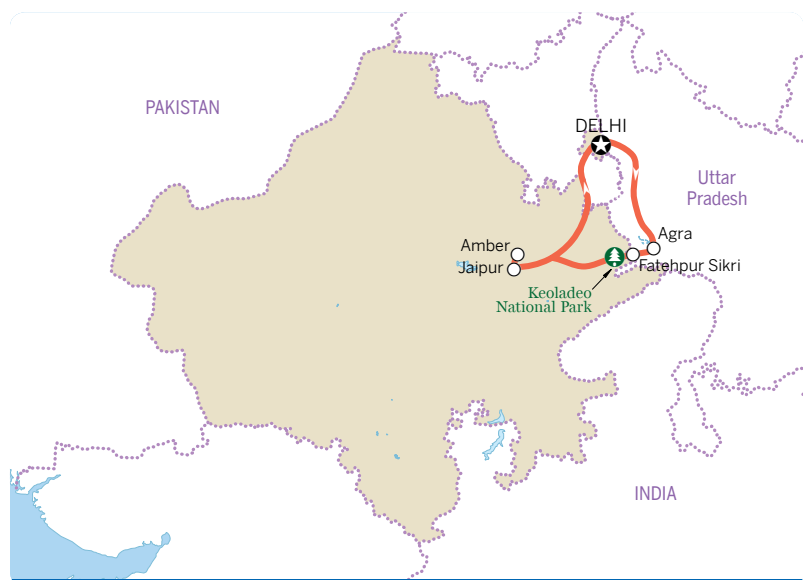 PAKISTAN
DELHI
Uttar
Pradesh
Agra
Amber
Jaipur
Fatehpur Sikri
Keoladeo
National Park
INDIA